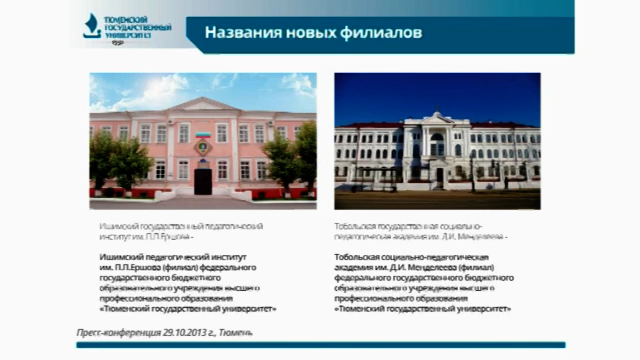 ТЮМЕНСКИЙ
ГОСУДАРСТВЕННЫЙ
УНИВЕРСИТЕТ
1930
Названия новых филиалов
Ишимский государственный педагогический
институт им. П.П.Ершова -
Ишимский педагогический институт
им. П.П.Ершова (филиал) федерального
государственного бюджетного
образовательного учреждения высшего
профессионального образования
«Тюменский государственный университет»
Тобольская государственная социально-
педагогическая академия им. Д.И. Менделеева -
Тобольская социально-педагогическая
академия им. Д.И. Менделеева (филиал)
федерального государственного бюджетного
образовательного учреждения высшего
профессионального образования
«Тюменский государственный университет»
Пресс-конференция 29.10.2013 г., Тюмень